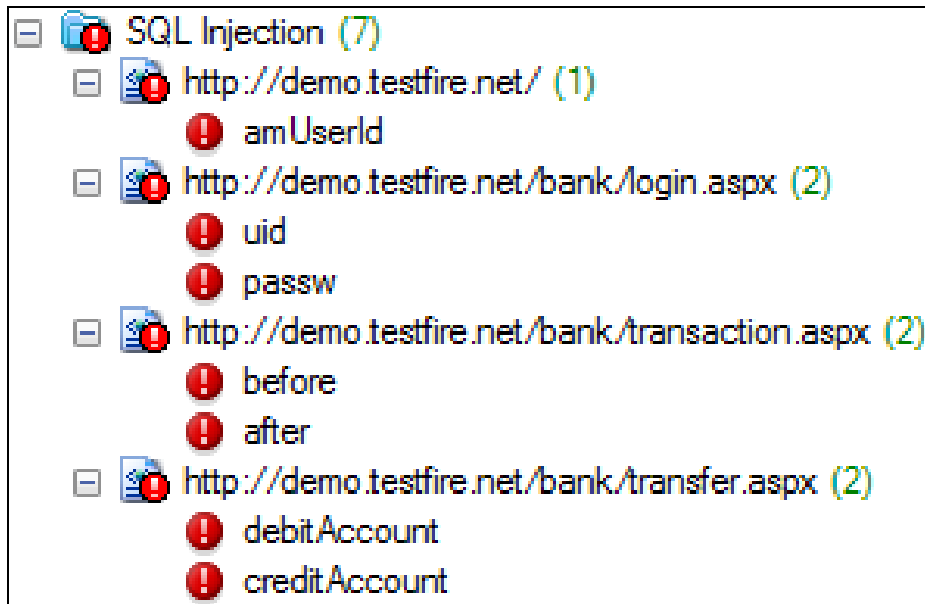 SQL Injection (7)
http://demo.testfire.net/ (1)
amUserId
http://demo.testfire.net/bank/login.aspx (2)
uid
passw
http://demo.testfire.net/bank/transaction.aspx (2)
before
after
http://demo.testfire.net/bank/transfer.aspx (2)
debitAccount
creditAccount